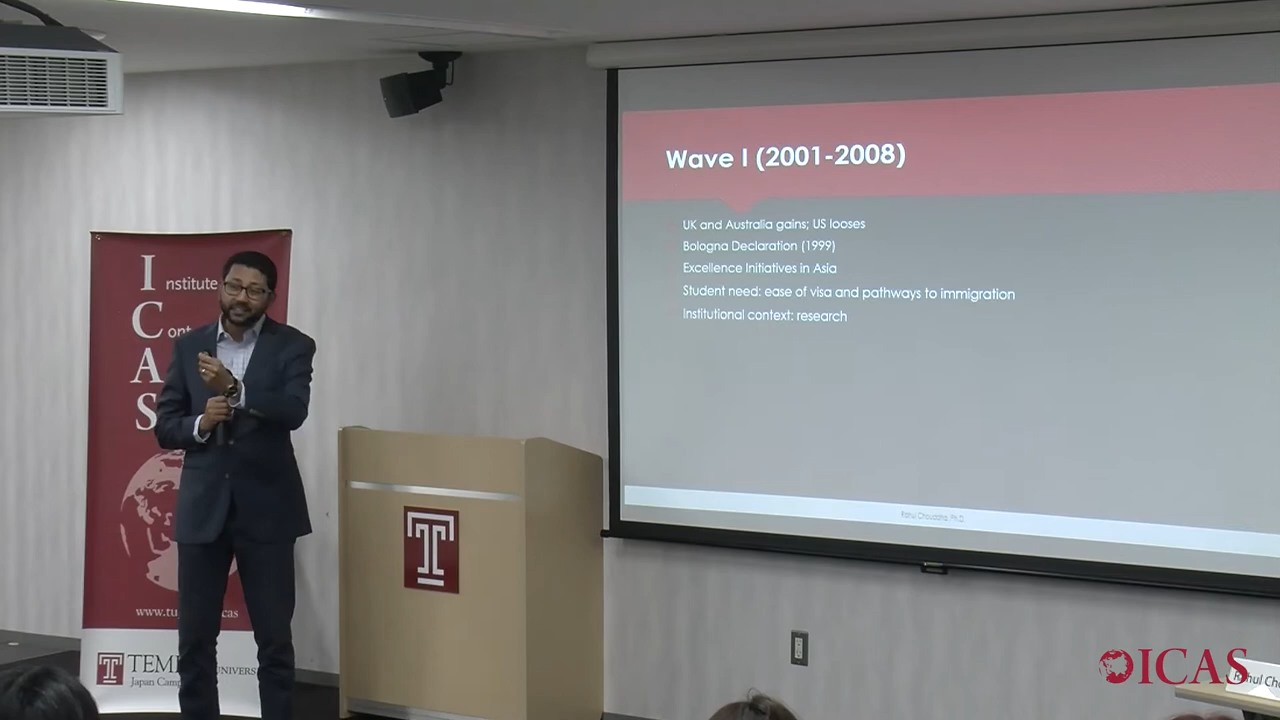 Wave I (2001-2008)
UK and Australia gains; US looses
Bologna Declaration (1999)
Excellence Initiatives in Asia
Student need: ease of visa and pathways to immigration
Institutional context: research
Rahul Choudaha, Ph.D.
I nstitute
C ont
A
S
www.tu
cas
TEM
UNIVERS
Japan Camp
ICAS
Rahul Cho